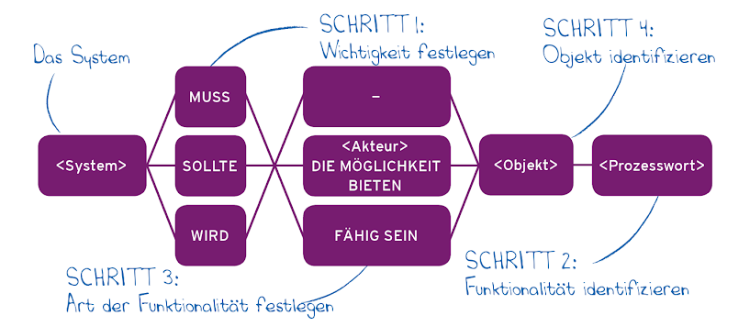 SCHRITT 1:
Wichtigkeit festlegen
SCHRITT 4:
Objekt identifizieren
Das System
MUSS
–
<System>
SOLLTE
<Akteur>
DIE MÖGLICHKEIT
BIETEN
<Objekt>
<Prozesswort>
WIRD
FÄHIG SEIN
SCHRITT 3:
Art der Funktionalität festlegen
SCHRITT 2:
Funktionalität identifizieren